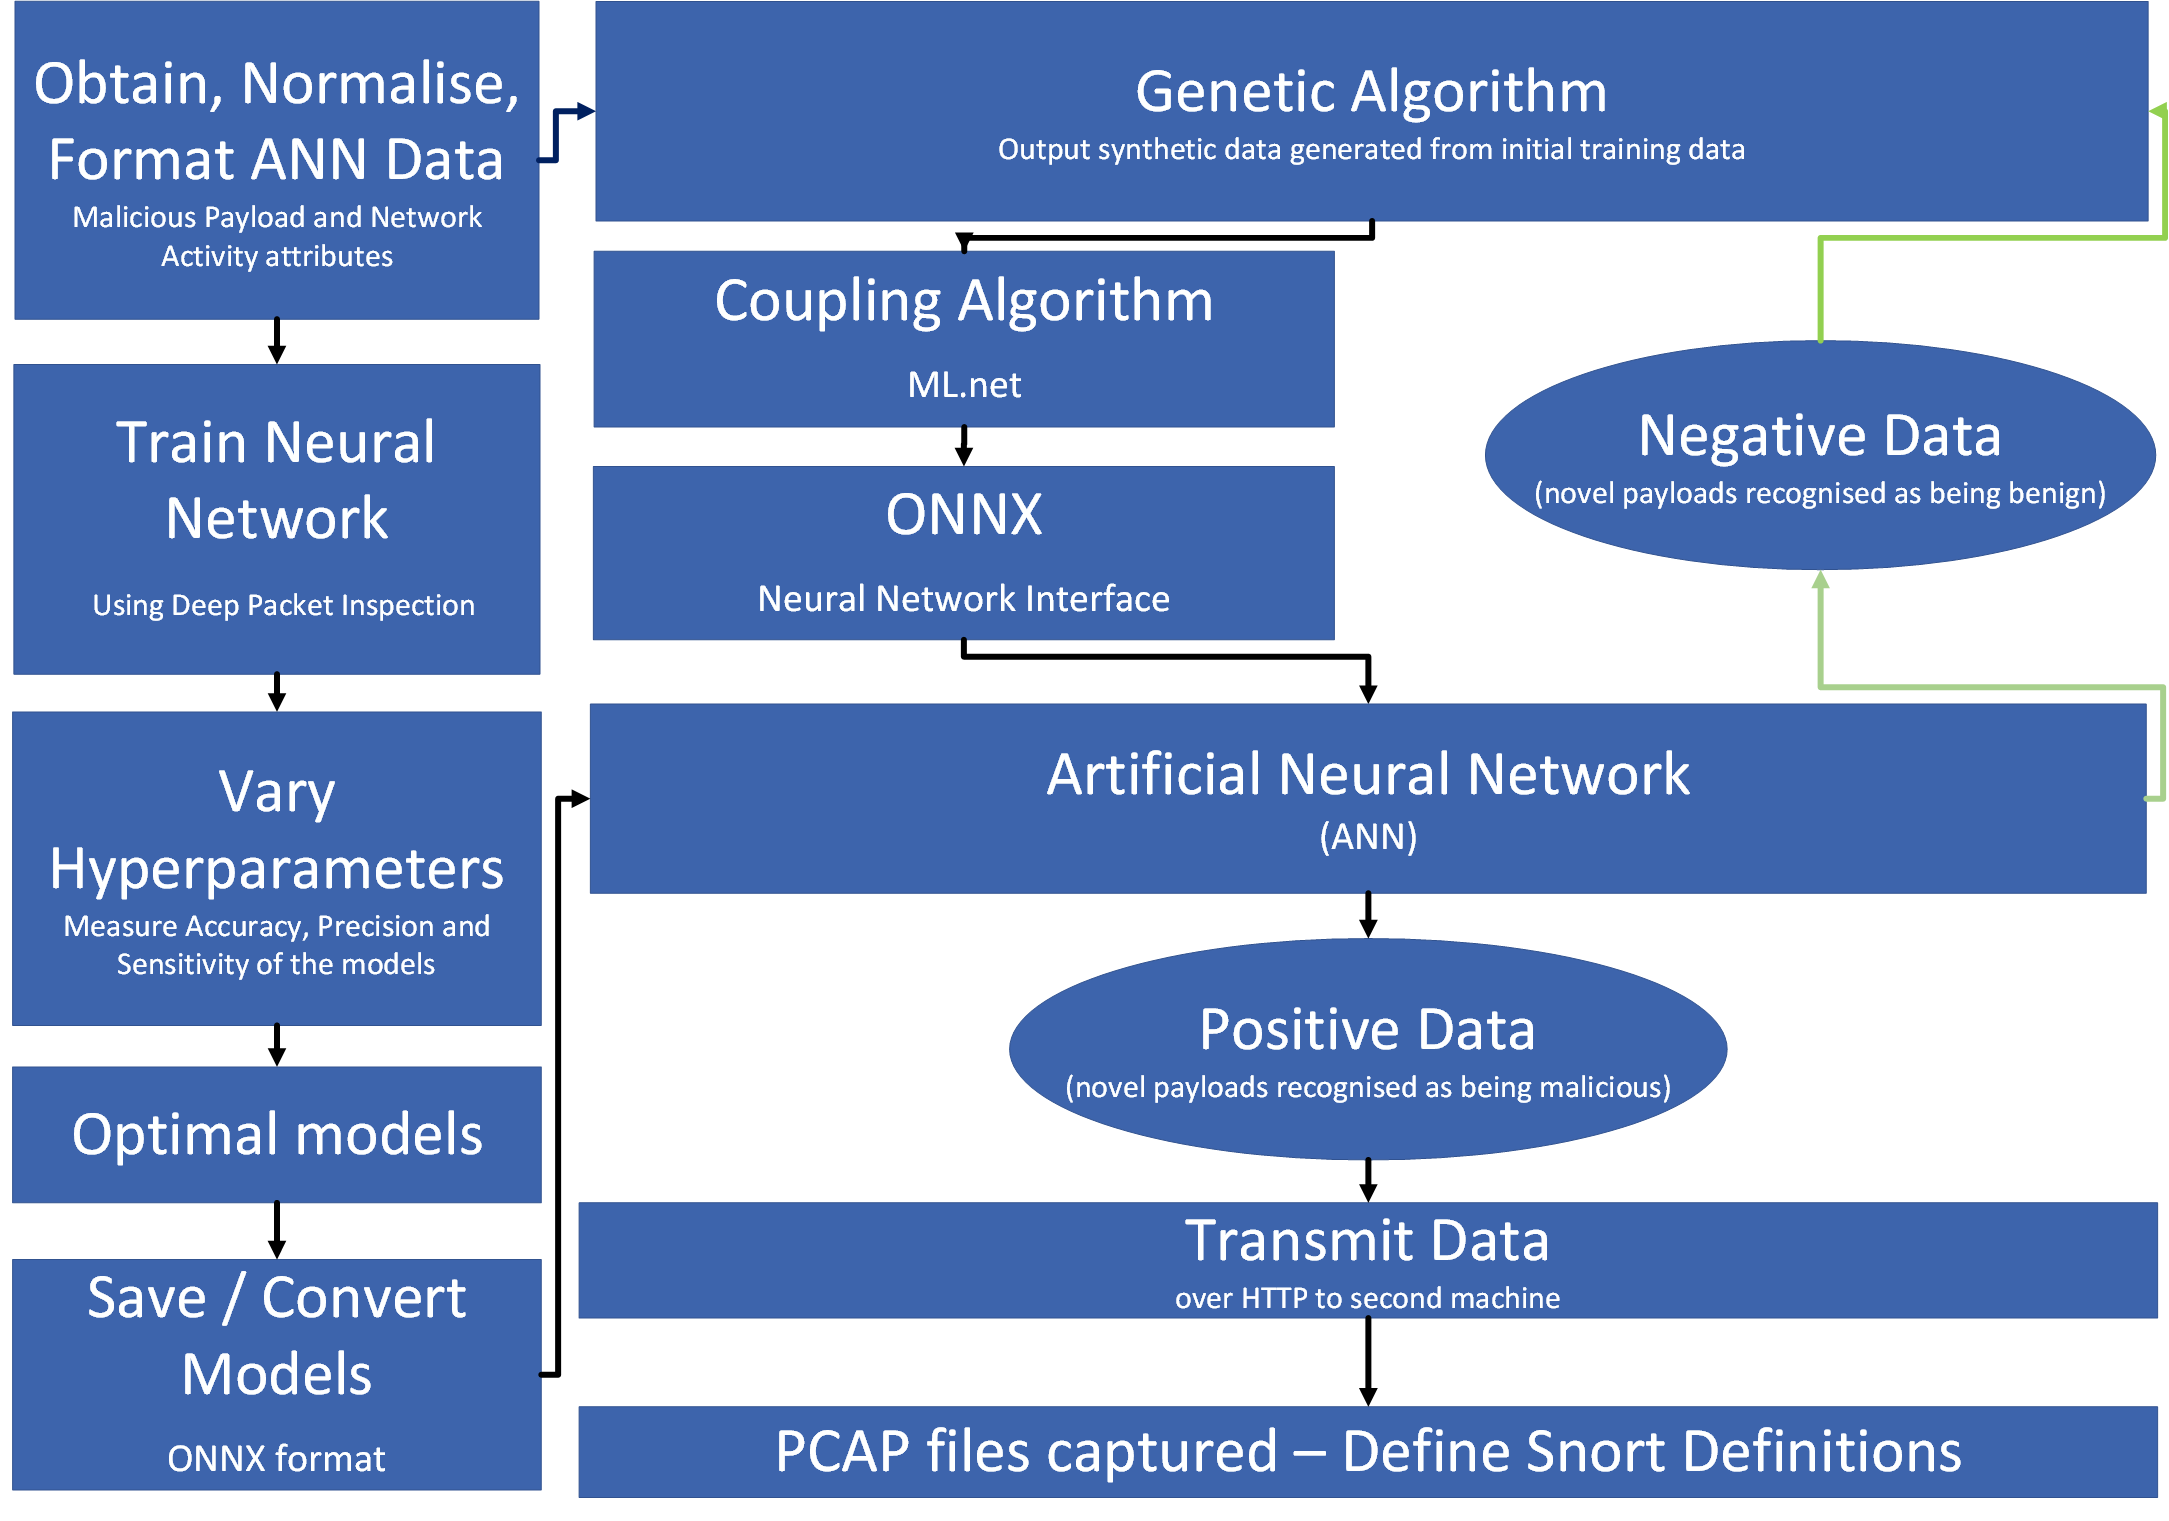 Obtain, Normalise,
Format ANN Data
Malicious Payload and Network
Activity attributes
Train Neural
Network
Using Deep Packet Inspection
Vary
Hyperparameters
Measure Accuracy, Precision and
Sensitivity of the models
Optimal models
Save / Convert
Models
ONNX format
Genetic Algorithm
Output synthetic data generated from initial training data
Coupling Algorithm
ML.net
ONNX
Neural Network Interface
Negative Data
(novel payloads recognised as being benign)
Artificial Neural Network
(ANN)
Positive Data
(novel payloads recognised as being malicious)
Transmit Data
over HTTP to second machine
PCAP files captured – Define Snort Definitions